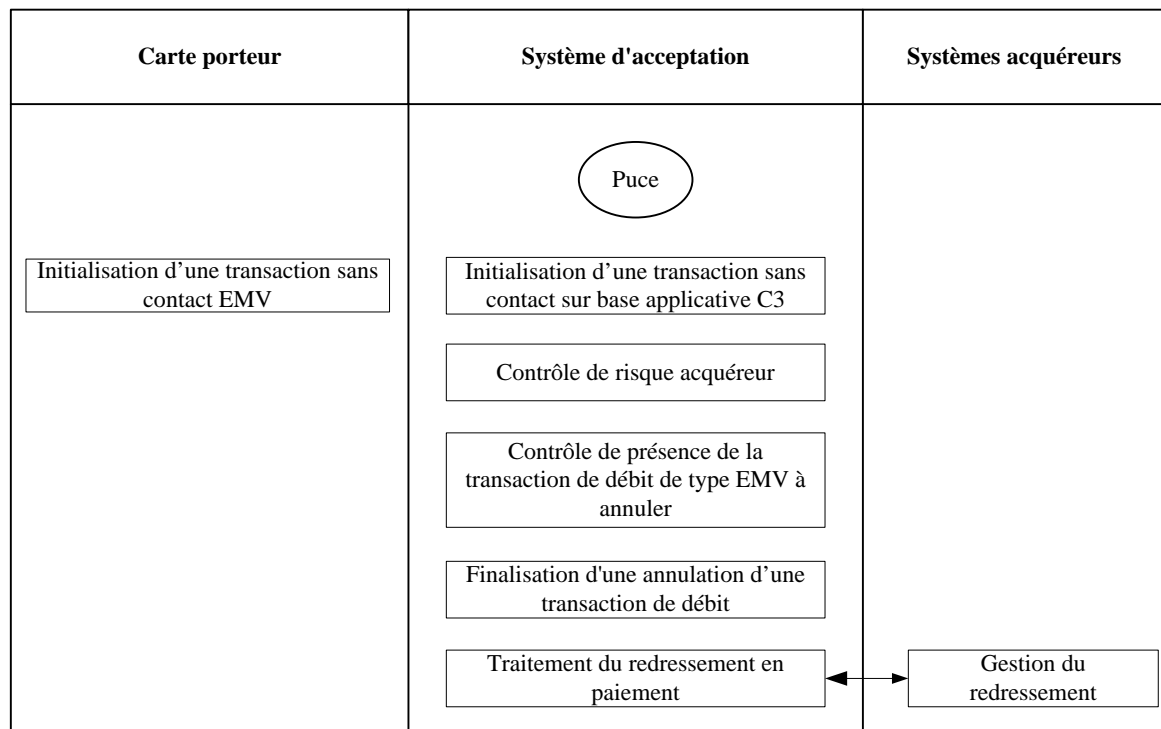 Carte porteur
Système d'acceptation
Systèmes acquéreurs
Puce
Initialisation d’une transaction sans
contact EMV
Initialisation d’une transaction sans
contact sur base applicative C3
Contrôle de risque acquéreur
Contrôle de présence de la
transaction de débit de type EMV à
annuler
Finalisation d'une annulation d’une
transaction de débit
Traitement du redressement en
paiement
Gestion du
redressement